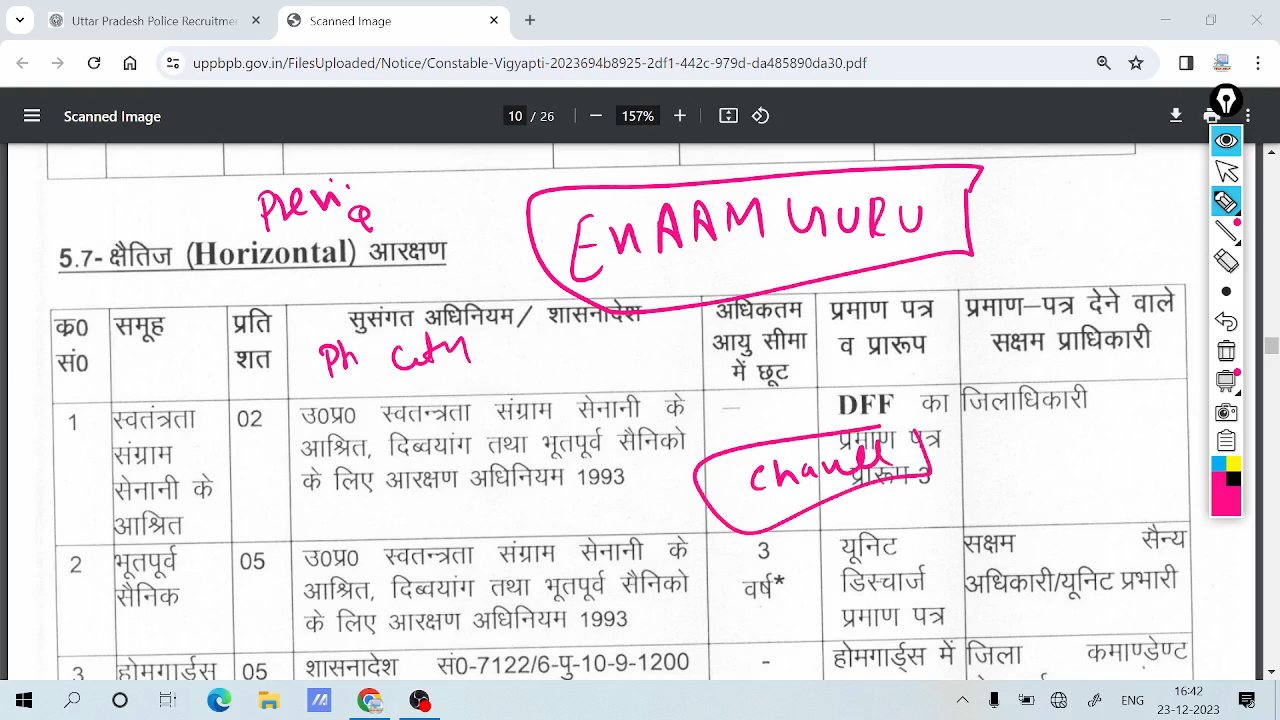 Uttar Pradesh Police Recruitmen
Scanned Image
uppbpb.gov.in/FilesUploaded/Notice/Constable-Vigypti-2023694b8925-2df1-442c-979d-da485890da30.pdf
Scanned Image
10 / 26
157%
Previ
ENAAM GURU
5.7- क्षैतिज (Horizontal) आरक्षण
क्र0 सं0
समूह
प्रति शत
सुसंगत अधिनियम/ शासनादेश
अधिकतम आयु सीमा में छूट
प्रमाण पत्र व प्रारूप
प्रमाण–पत्र देने वाले सक्षम प्राधिकारी
Ph
1
स्वतंत्रता संग्राम सेनानी के आश्रित
02
उ0प्र0 स्वतन्त्रता संग्राम सेनानी के
आश्रित, दिब्यांग तथा भूतपूर्व सैनिको
के लिए आरक्षण अधिनियम 1993
–
DFF का
प्रमाण पत्र
प्रारूप 3
जिलाधिकारी
2
भूतपूर्व सैनिक
05
उ0प्र0 स्वतन्त्रता संग्राम सेनानी के
आश्रित, दिब्यांग तथा भूतपूर्व सैनिको
के लिए आरक्षण अधिनियम 1993
3
वर्ष*
यूनिट
डिस्चार्ज
प्रमाण पत्र
सक्षम सैन्य
अधिकारी/यूनिट प्रभारी
3
होमगार्ड्स
05
शासनादेश सं0-7122/6-पु-10-9-1200
-
होमगार्ड्स में
जिला कमाण्डेण्ट
ENG
16:42
23-12-2023